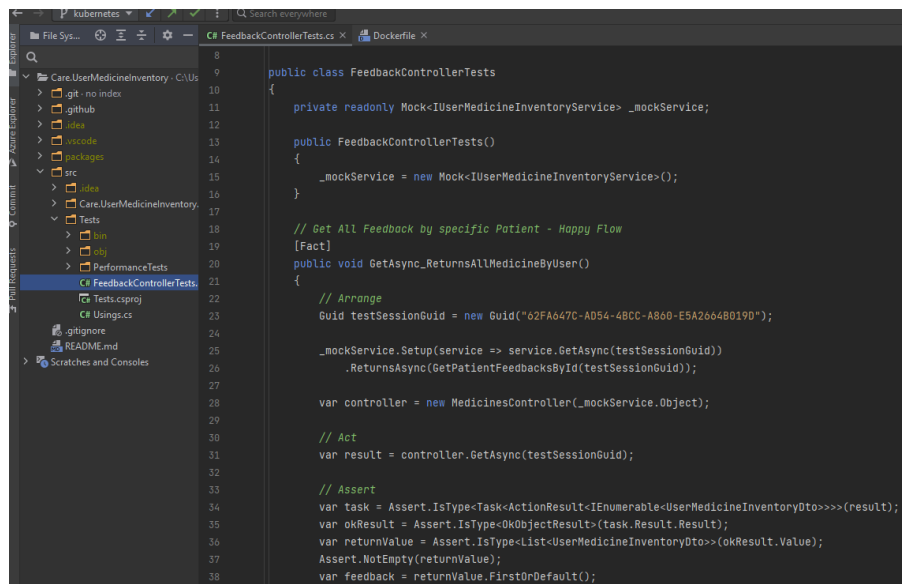 kubernetes
Search everywhere
File Sys...
FeedbackControllerTests.cs
Dockerfile
Explorer
Azure Explorer
Commit
Pull Requests
Care.UserMedicineInventory - C:\Us
.git - no index
.github
.idea
.vscode
packages
src
.idea
Care.UserMedicineInventory.
Tests
bin
obj
PerformanceTests
C# FeedbackControllerTests.
C# Tests.csproj
C# Usings.cs
.gitignore
README.md
Scratches and Consoles
8
9 public class FeedbackControllerTests
10 {
11 private readonly Mock<IUserMedicineInventoryService> _mockService;
12
13 public FeedbackControllerTests()
14 {
15 _mockService = new Mock<IUserMedicineInventoryService>();
16 }
17
18 // Get All Feedback by specific Patient - Happy Flow
19 [Fact]
20 public void GetAsync_ReturnsAllMedicineByUser()
21 {
22 // Arrange
23 Guid testSessionGuid = new Guid("62FA647C-AD54-4BCC-A860-E5A2664B019D");
24
25 _mockService.Setup(service => service.GetAsync(testSessionGuid))
26 .ReturnsAsync(GetPatientFeedbacksById(testSessionGuid));
27
28 var controller = new MedicinesController(_mockService.Object);
29
30 // Act
31 var result = controller.GetAsync(testSessionGuid);
32
33 // Assert
34 var task = Assert.IsType<Task<ActionResult<IEnumerable<UserMedicineInventoryDto>>>>(result);
35 var okResult = Assert.IsType<OkObjectResult>(task.Result.Result);
36 var returnValue = Assert.IsType<List<UserMedicineInventoryDto>>(okResult.Value);
37 Assert.NotEmpty(returnValue);
38 var feedback = returnValue.FirstOrDefault();